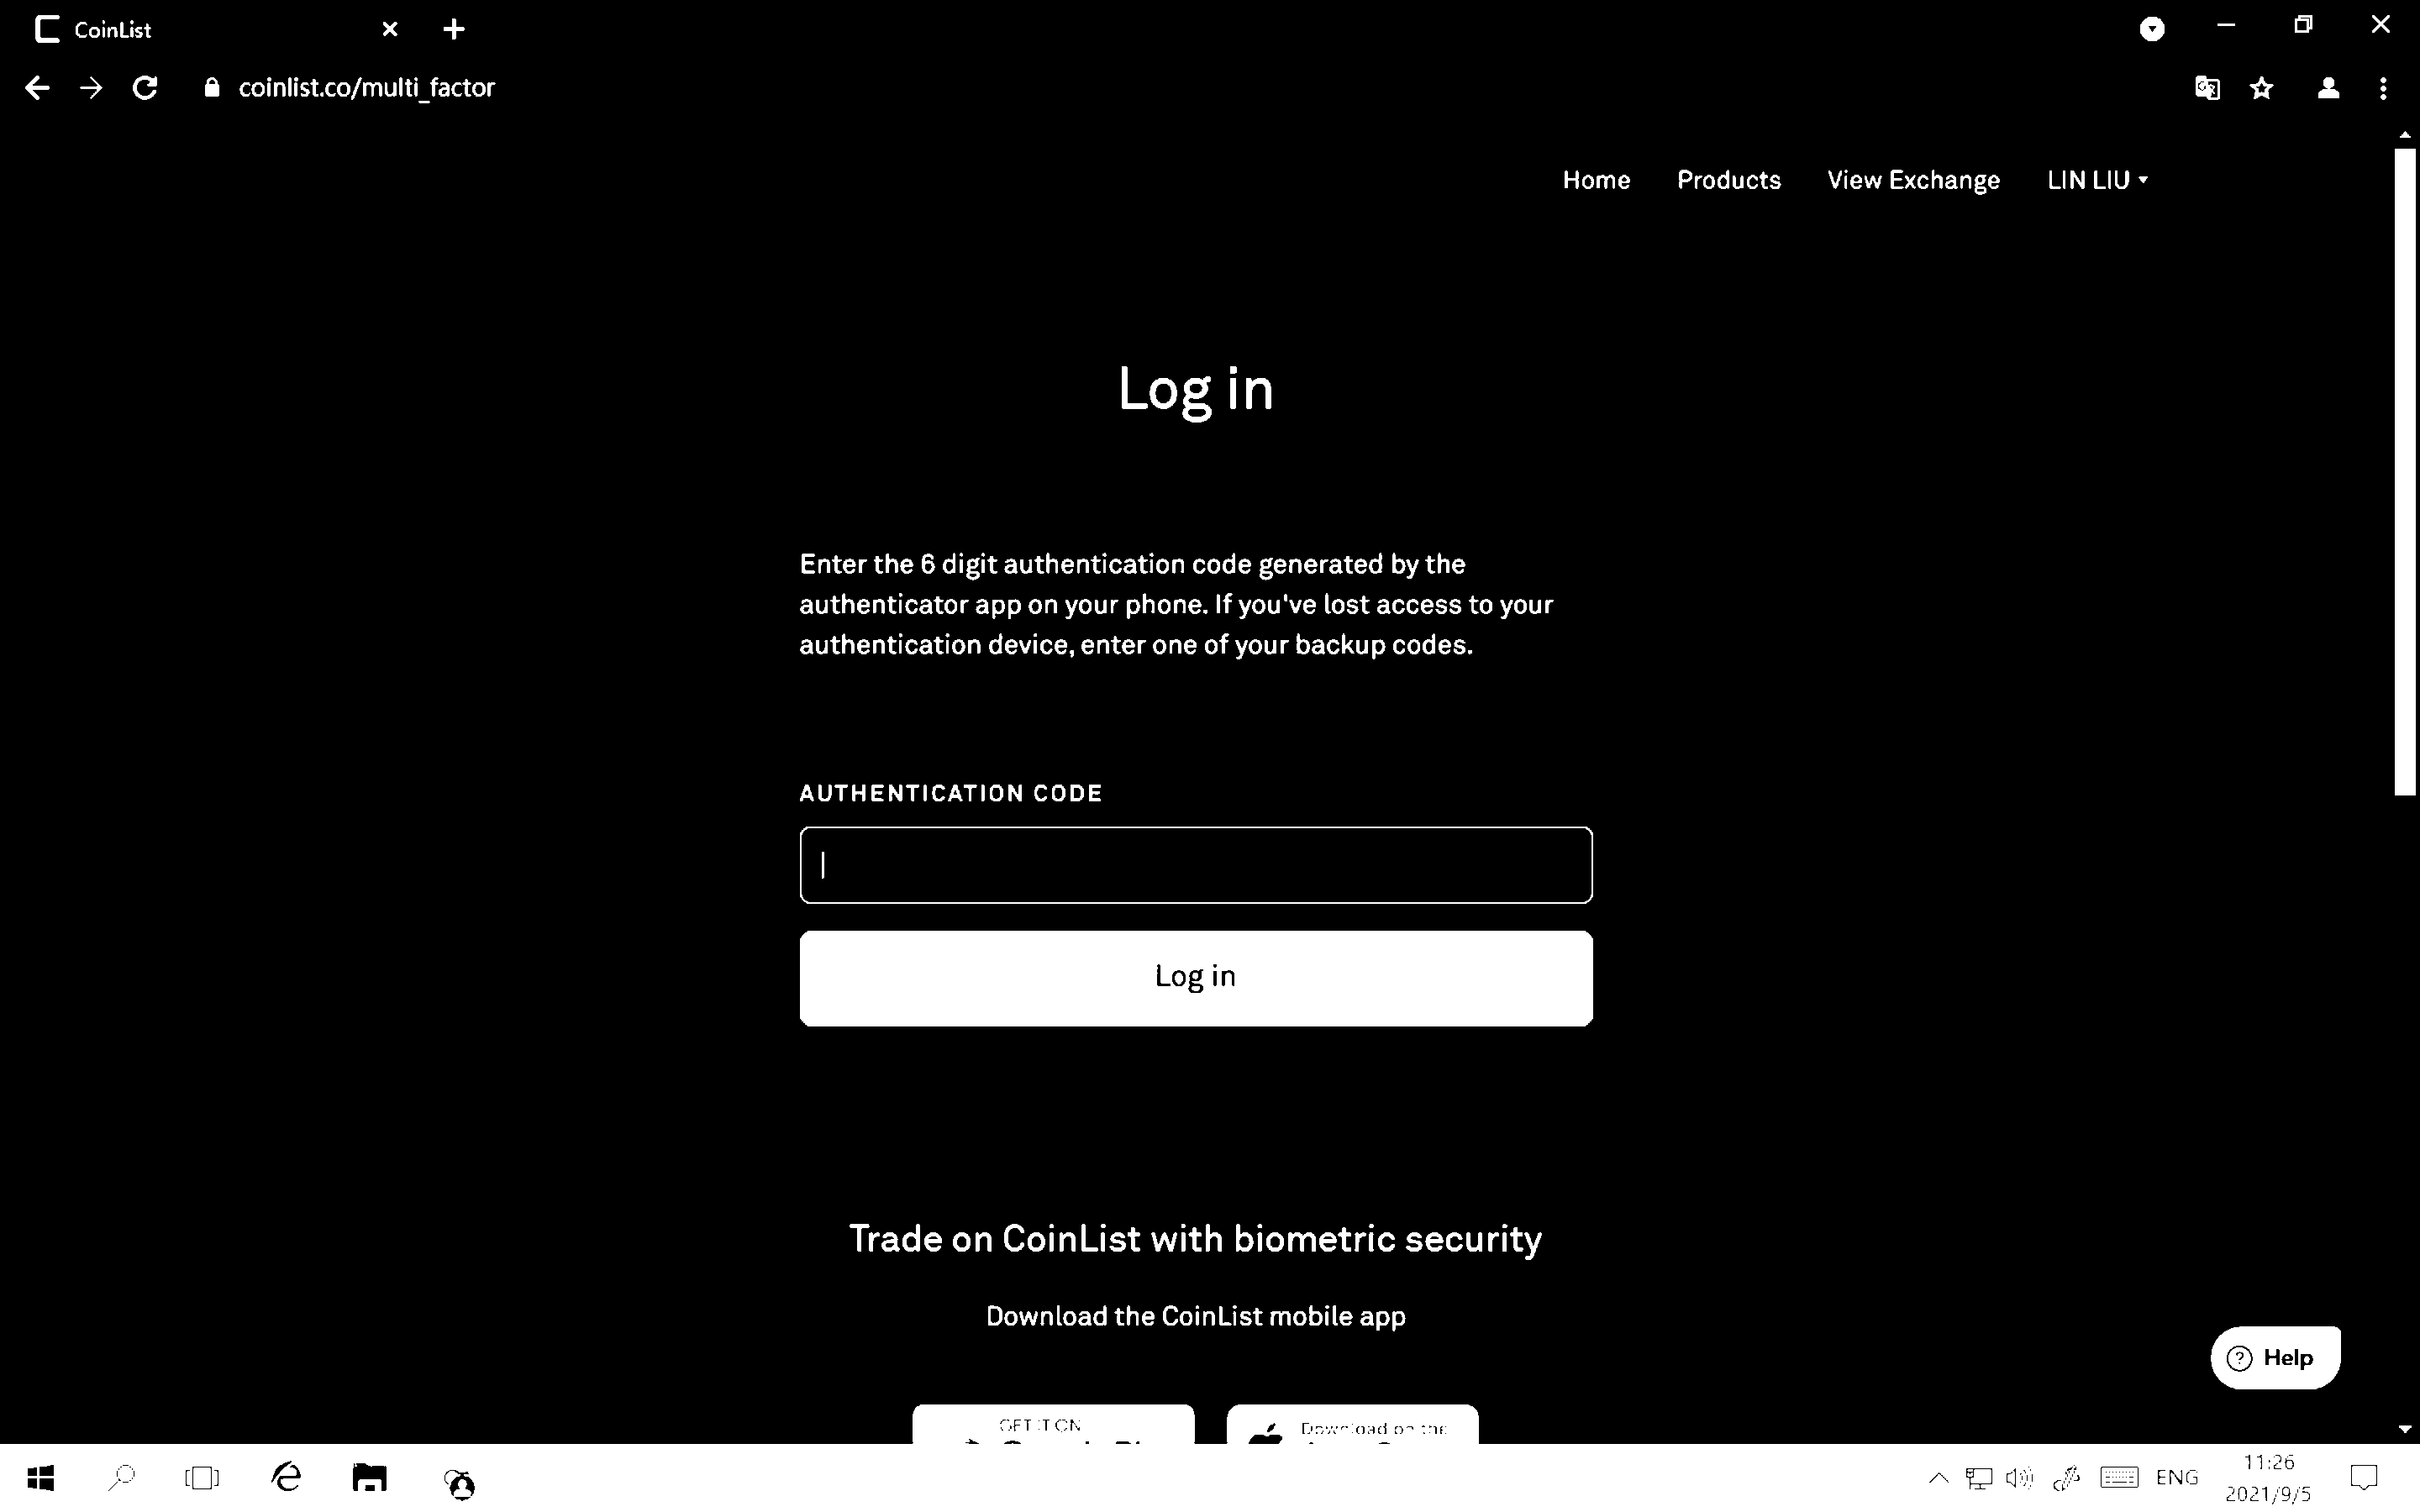 CoinList
coinlist.co/multi_factor
Home Products View Exchange LIN LIU
Log in
Enter the 6 digit authentication code generated by the
authenticator app on your phone. If you've lost access to your
authentication device, enter one of your backup codes.
AUTHENTICATION CODE
Log in
Trade on CoinList with biometric security
Download the CoinList mobile app
Help
GET IT ON
Download on the
ENG
11:26
2021/9/5